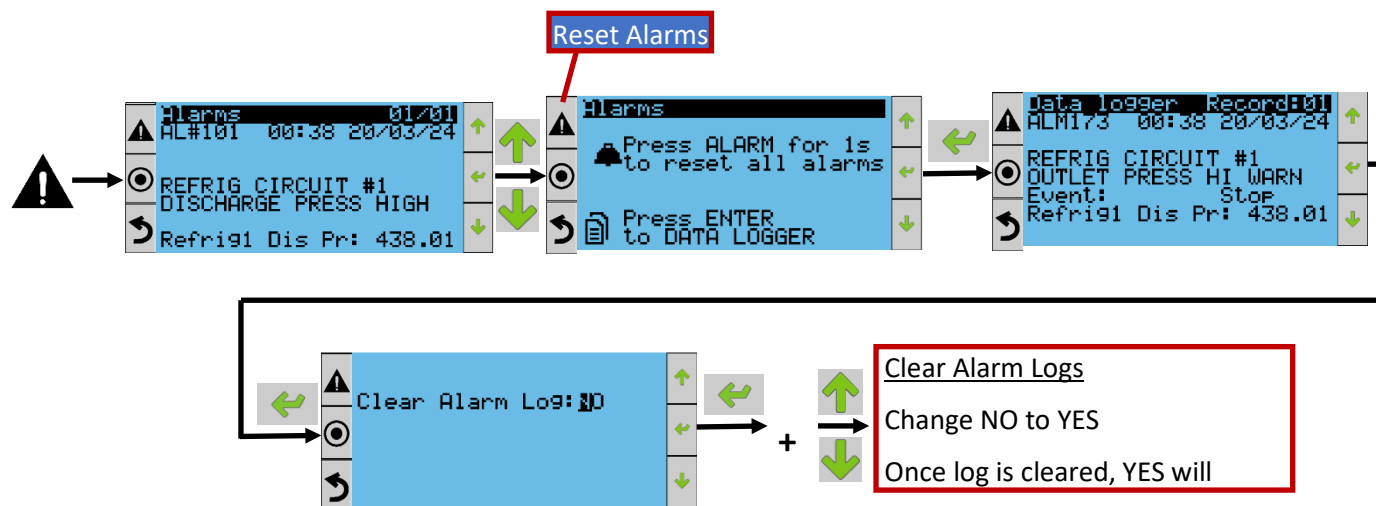 Reset Alarms
Alarms 01/01
AL#101 00:38 20/03/24
REFRIG CIRCUIT #1
DISCHARGE PRESS HIGH
Refrig1 Dis Pr: 438.01
Alarms
Press ALARM for 1s
to reset all alarms
Press ENTER
to DATA LOGGER
Data logger Record:01
ALM173 00:38 20/03/24
REFRIG CIRCUIT #1
OUTLET PRESS HI WARN
Event: Stop
Refrig1 Dis Pr: 438.01
Clear Alarm Log:NO
+
Clear Alarm Logs
Change NO to YES
Once log is cleared, YES will